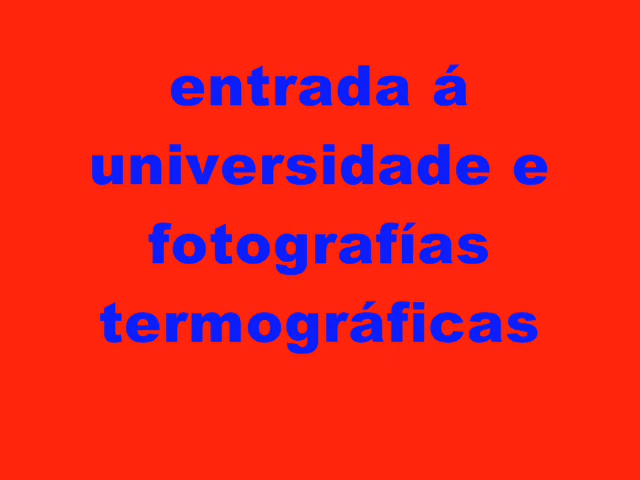 entrada á
universidade e
fotografías
termográficas